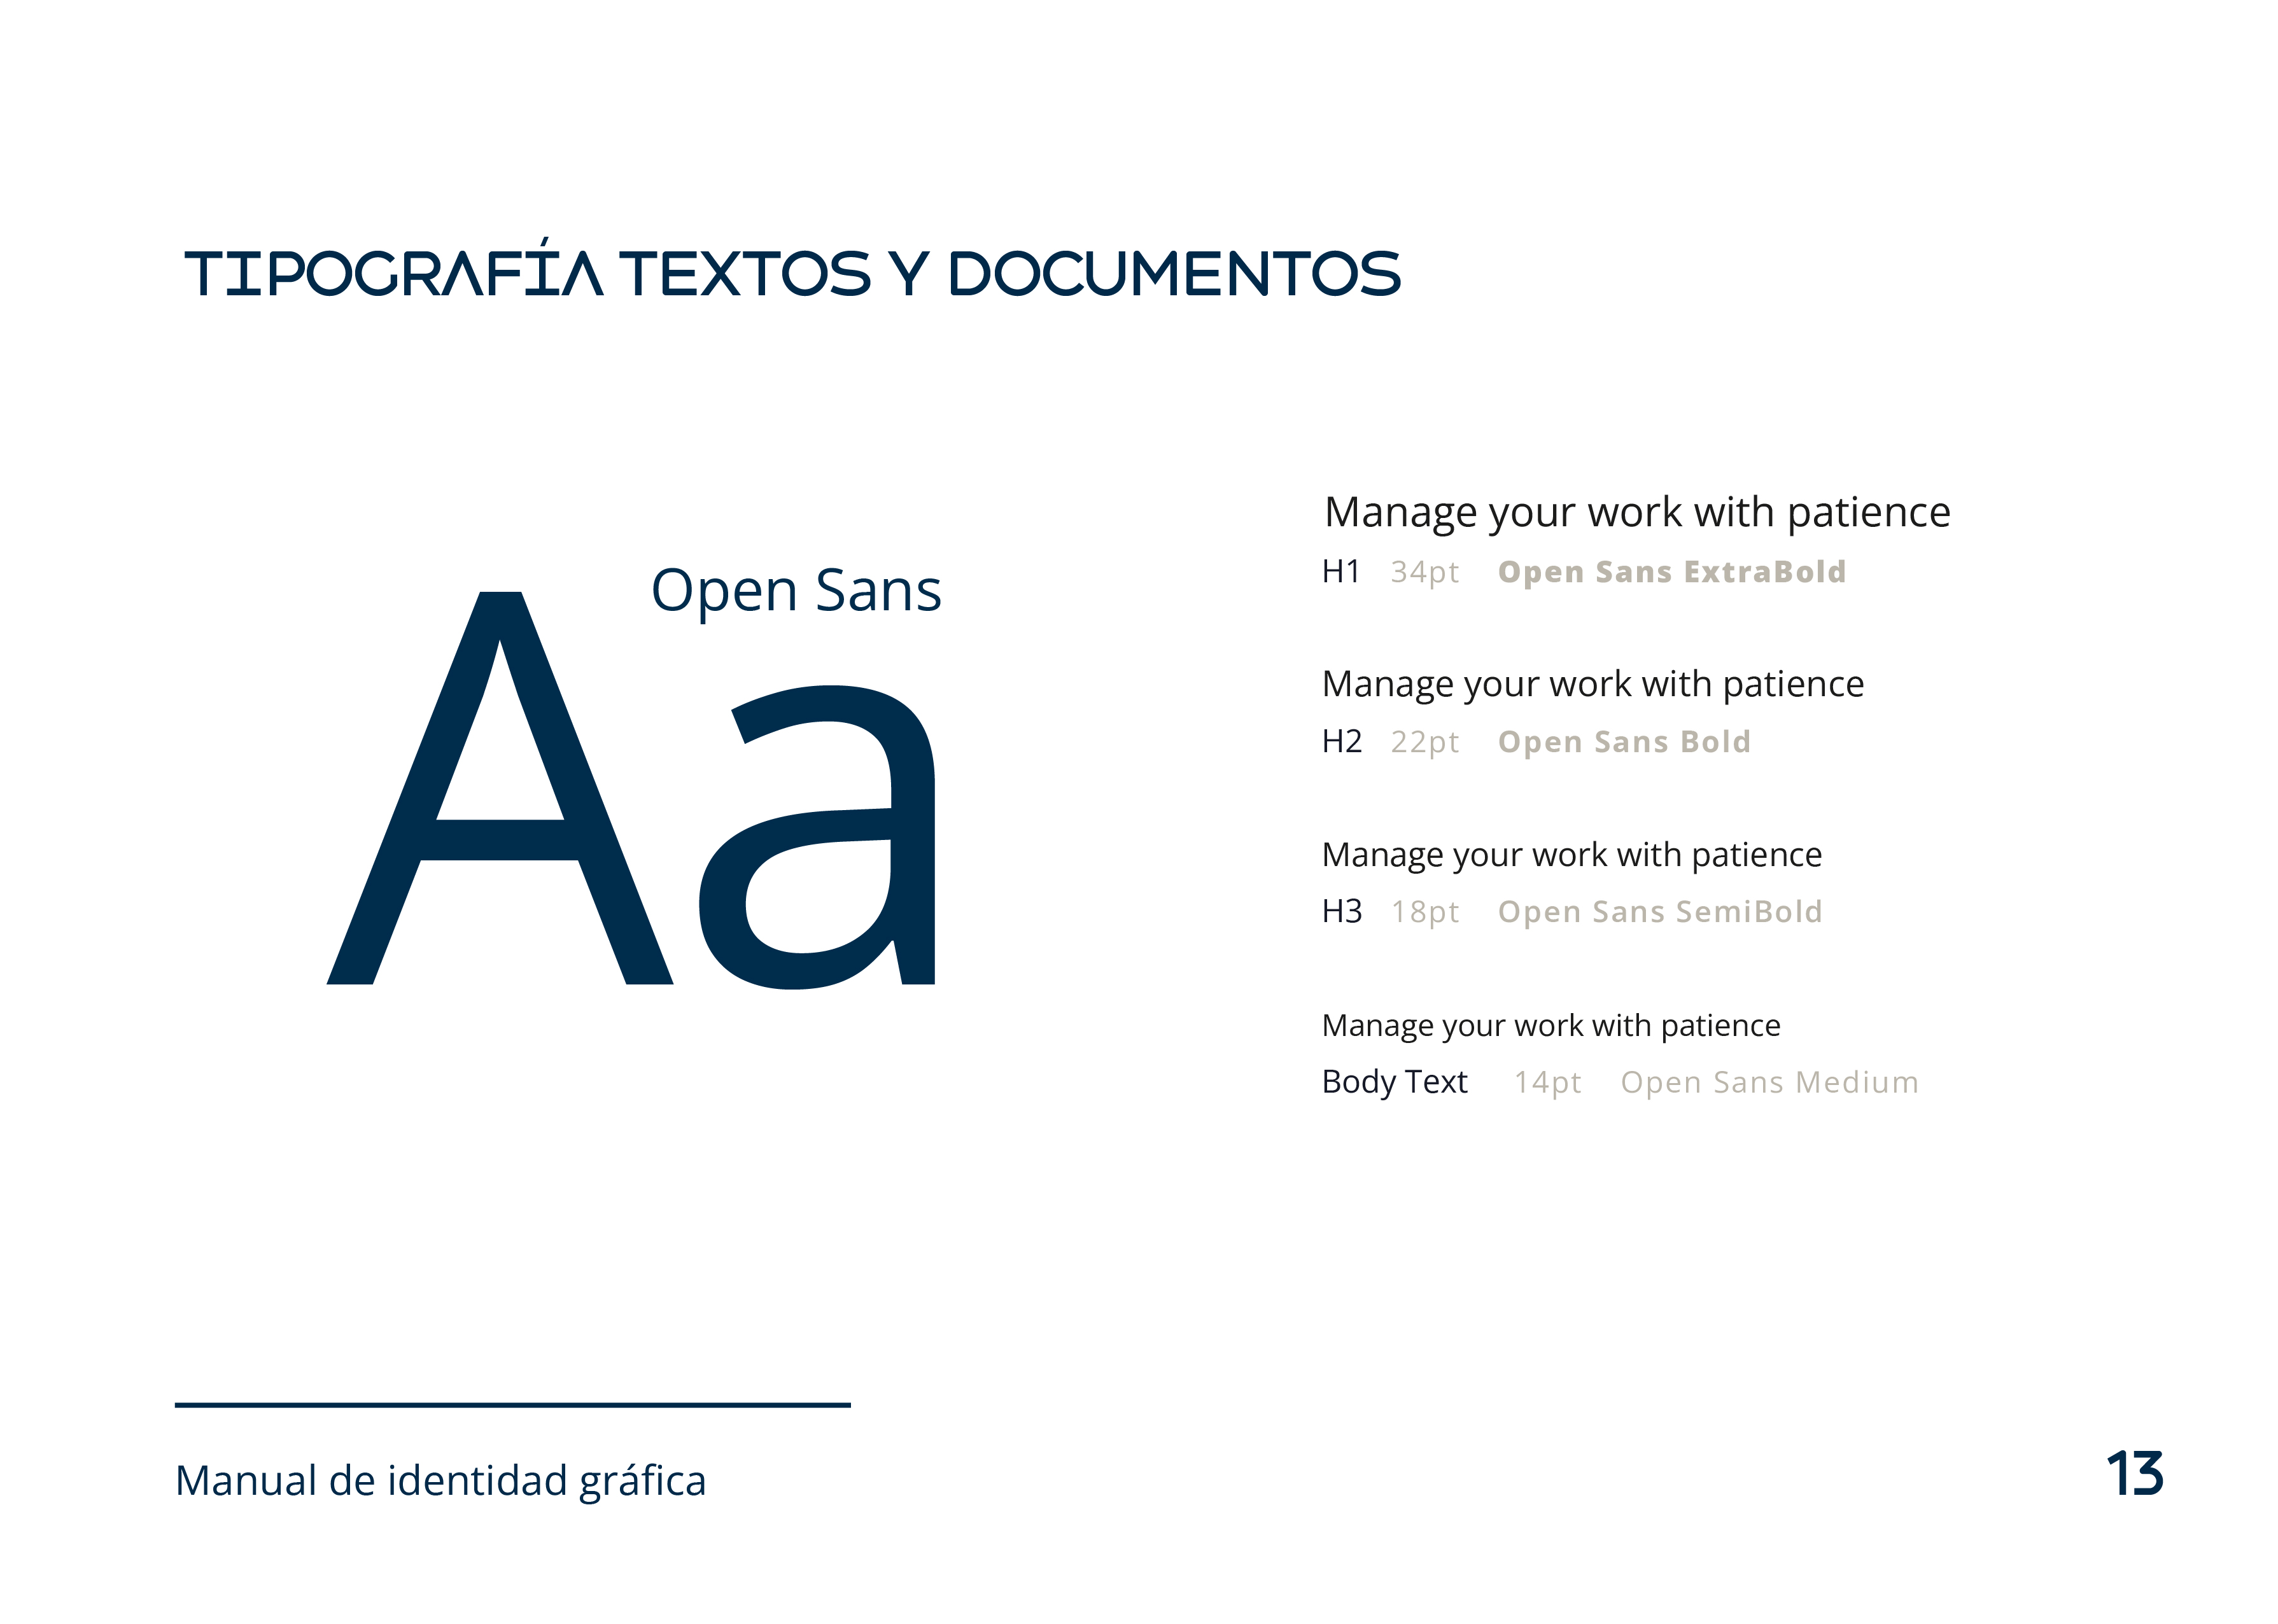 TIPOGRAFÍA TEXTOS Y DOCUMENTOS
Open Sans
Aa
Manage your work with patience
H1 34pt Open Sans ExtraBold
Manage your work with patience
H2 22pt Open Sans Bold
Manage your work with patience
H3 18pt Open Sans SemiBold
Manage your work with patience
Body Text 14pt Open Sans Medium
Manual de identidad gráfica
13